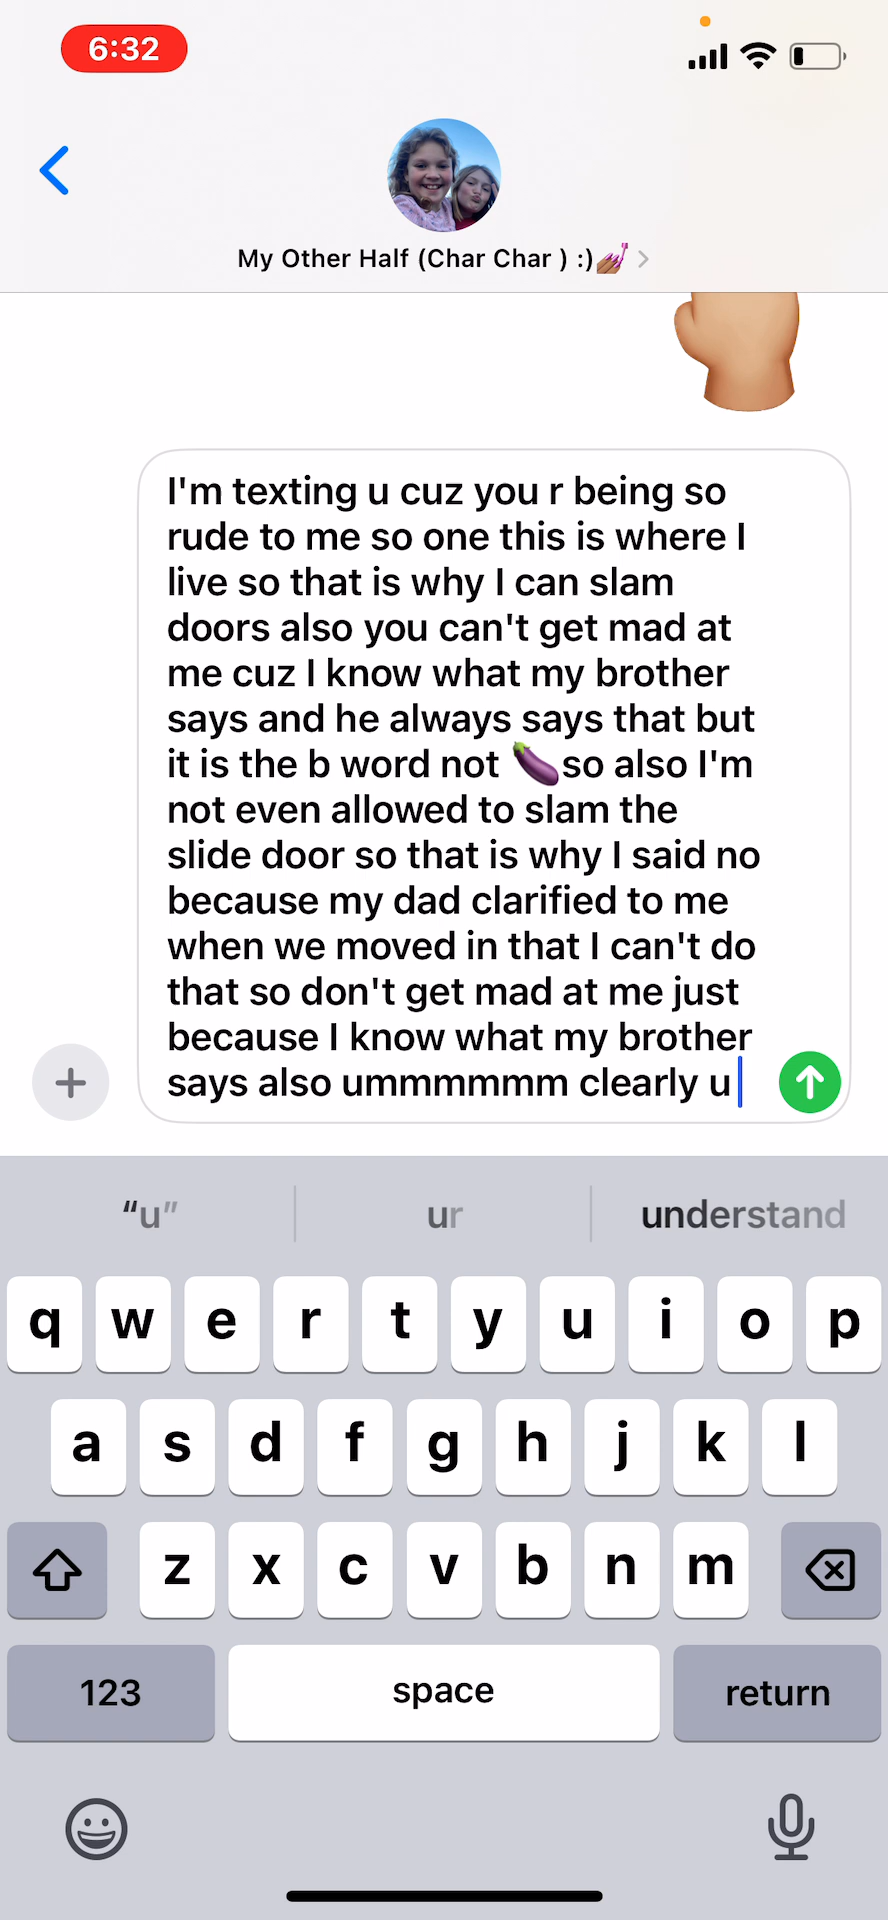 6:32
My Other Half (Char Char ) :)💅🏽
I'm texting u cuz you r being so
rude to me so one this is where I
live so that is why I can slam
doors also you can't get mad at
me cuz I know what my brother
says and he always says that but
it is the b word not 🍆so also I'm
not even allowed to slam the
slide door so that is why I said no
because my dad clarified to me
when we moved in that I can't do
that so don't get mad at me just
because I know what my brother
says also ummmmmm clearly u
“u” ur understand
q w e r t y u i o p
a s d f g h j k l
z x c v b n m
123 space return